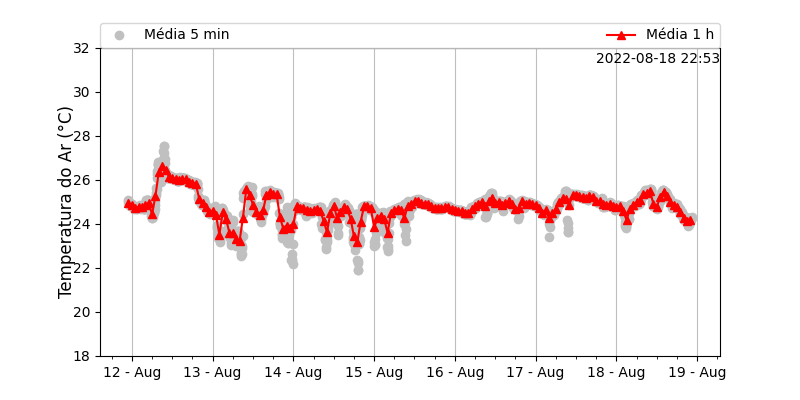 Média 5 min
Média 1 h
2022-08-18 22:53
Temperatura do Ar (°C)
32
30
28
26
24
22
20
18
12 - Aug
13 - Aug
14 - Aug
15 - Aug
16 - Aug
17 - Aug
18 - Aug
19 - Aug